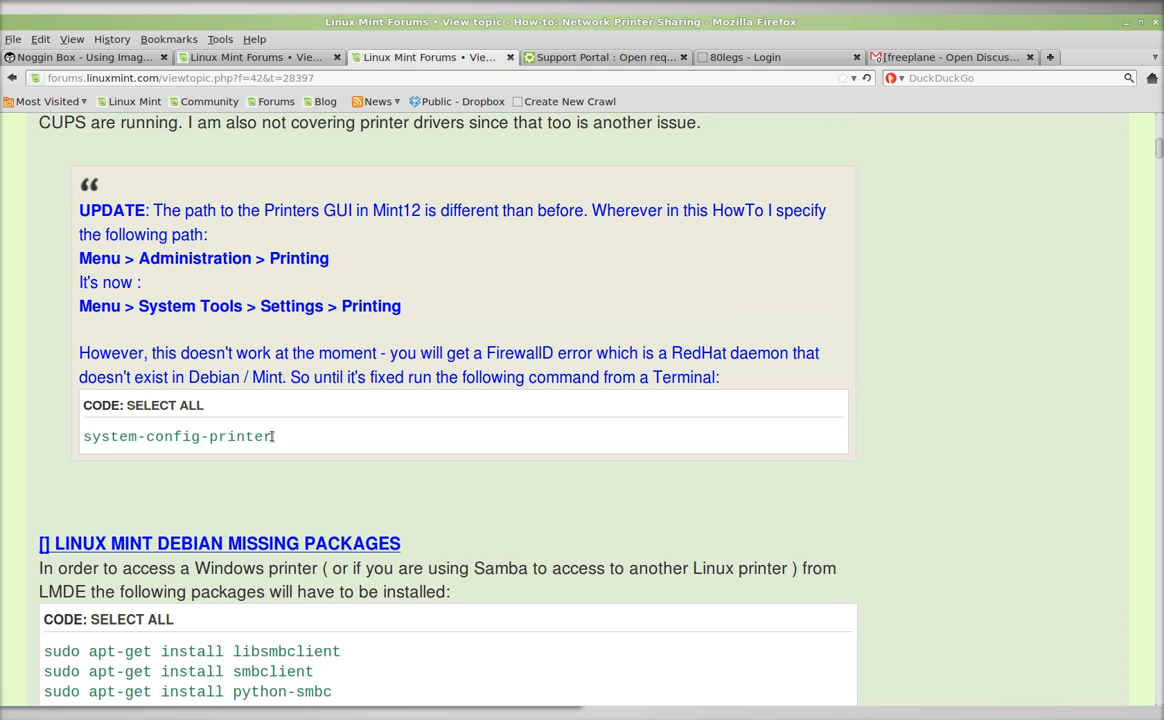 Linux Mint Forums • View topic - How-to: Network Printer Sharing - Mozilla Firefox
File Edit View History Bookmarks Tools Help
Noggin Box - Using Imag... Linux Mint Forums • Vie... Linux Mint Forums • Vie... Support Portal : Open req... 80legs - Login [freeplane - Open Discus...
forums.linuxmint.com/viewtopic.php?f=42&t=28397 DuckDuckGo
Most Visited Linux Mint Community Forums Blog News Public - Dropbox Create New Crawl
CUPS are running. I am also not covering printer drivers since that too is another issue.
“
UPDATE: The path to the Printers GUI in Mint12 is different than before. Wherever in this HowTo I specify
the following path:
Menu > Administration > Printing
It's now :
Menu > System Tools > Settings > Printing
However, this doesn't work at the moment - you will get a FirewallD error which is a RedHat daemon that
doesn't exist in Debian / Mint. So until it's fixed run the following command from a Terminal:
CODE: SELECT ALL
system-config-printer
[] LINUX MINT DEBIAN MISSING PACKAGES
In order to access a Windows printer ( or if you are using Samba to access to another Linux printer ) from
LMDE the following packages will have to be installed:
CODE: SELECT ALL
sudo apt-get install libsmbclient
sudo apt-get install smbclient
sudo apt-get install python-smbc